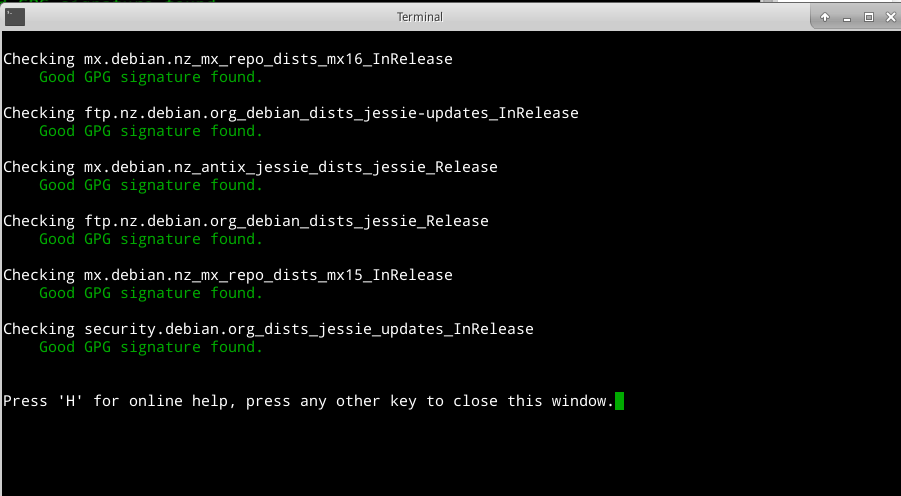 Terminal
Checking mx.debian.nz_mx_repo_dists_mx16_InRelease
Good GPG signature found.
Checking ftp.nz.debian.org_debian_dists_jessie-updates_InRelease
Good GPG signature found.
Checking mx.debian.nz_antix_jessie_dists_jessie_Release
Good GPG signature found.
Checking ftp.nz.debian.org_debian_dists_jessie_Release
Good GPG signature found.
Checking mx.debian.nz_mx_repo_dists_mx15_InRelease
Good GPG signature found.
Checking security.debian.org_dists_jessie_updates_InRelease
Good GPG signature found.
Press 'H' for online help, press any other key to close this window.